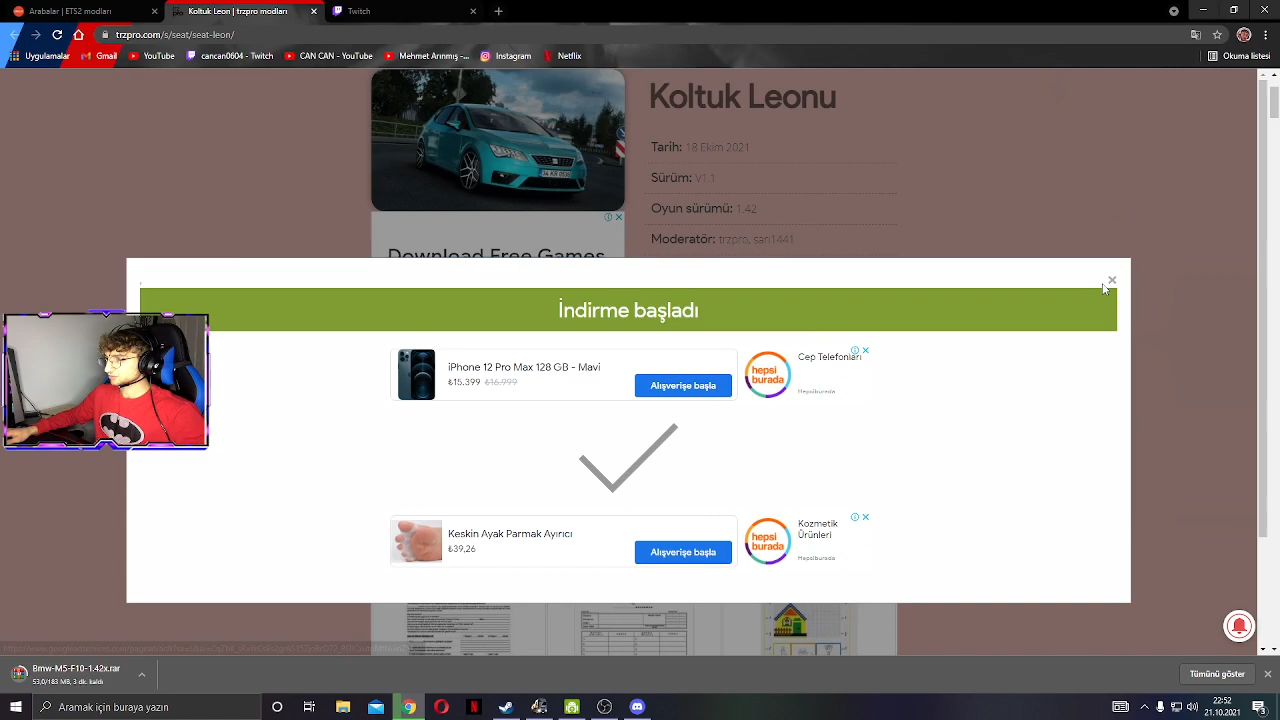 Arabalar | ETS2 modları
Koltuk Leonu | trzpro modları
Twitch
trzpro.com/s/seat/seat-leon/
Uygulamalar
Gmail
YouTube
cancan0604 - Twitch
CAN CAN - YouTube
Mehmet Arınmış -...
Instagram
Netflix
Okuma listesi
Koltuk Leonu
Tarih: 18 Ekim 2021
Sürüm: V1.1
Oyun sürümü: 1.42
Moderatör: trzpro, sarı1441
Download Free Games
İndirme başladı
iPhone 12 Pro Max 128 GB - Mavi
₺15.399 ₺16.999
Alışverişe başla
hepsi
burada
Cep Telefonları
Hepsiburada
Keskin Ayak Parmak Ayırıcı
₺39,26
Alışverişe başla
hepsi
burada
Kozmetik
Ürünleri
Hepsiburada
Bmw-M5-F10-1.42x.rar
53,0/183 MB, 3 dk. kaldı
Tümünü göster
Aramak için buraya yazın
21.10.2021